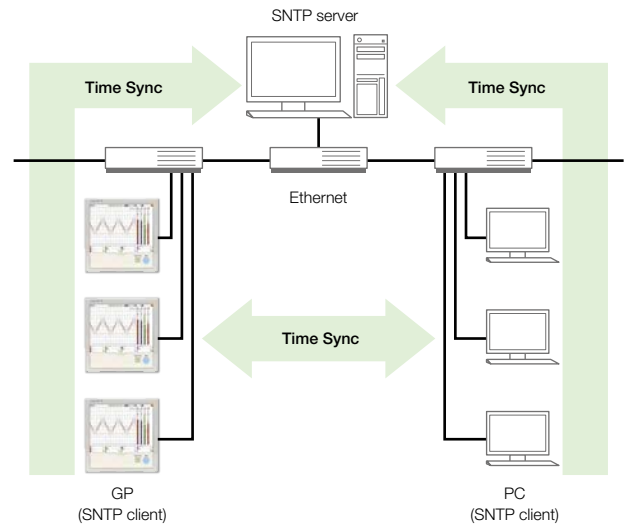 SNTP server
Time Sync
Time Sync
Ethernet
Time Sync
GP
(SNTP client)
PC
(SNTP client)